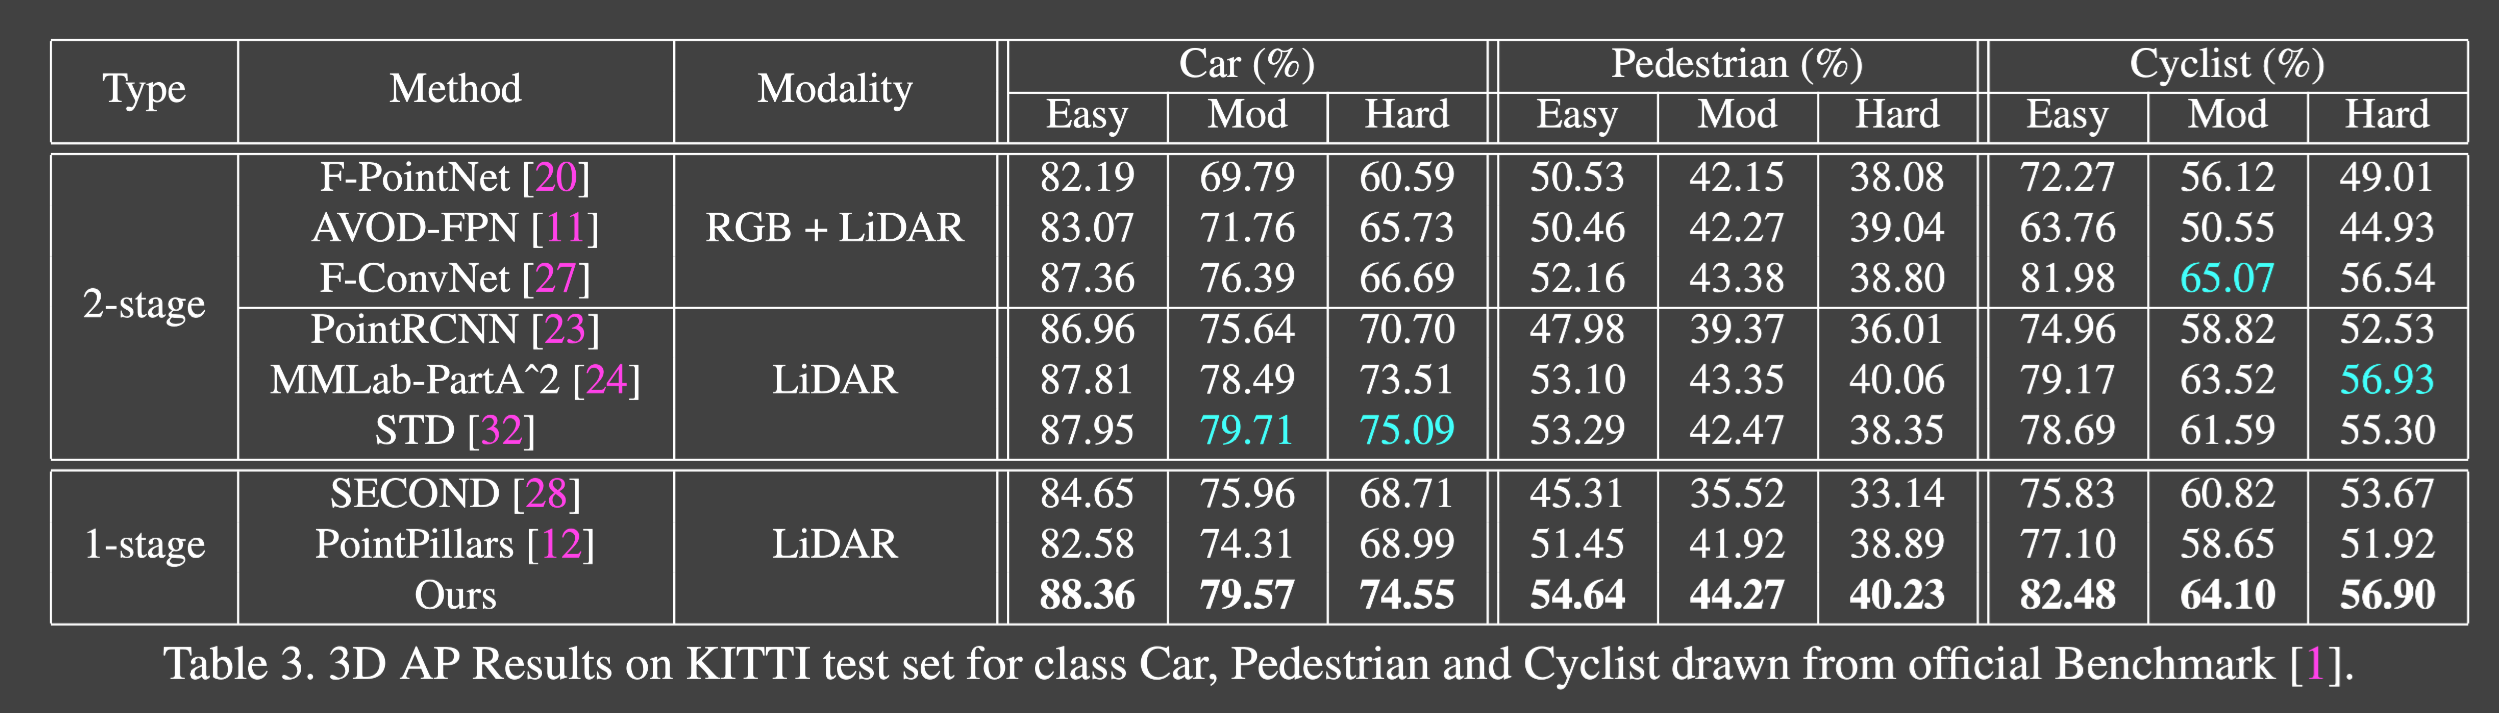 Type Method Modality Car (%) Pedestrian (%) Cyclist (%)
Easy Mod Hard Easy Mod Hard Easy Mod Hard
2-stage
F-PointNet [20] 82.19 69.79 60.59 50.53 42.15 38.08 72.27 56.12 49.01
AVOD-FPN [11] RGB + LiDAR 83.07 71.76 65.73 50.46 42.27 39.04 63.76 50.55 44.93
F-ConvNet [27] 87.36 76.39 66.69 52.16 43.38 38.80 81.98 65.07 56.54
PointRCNN [23] 86.96 75.64 70.70 47.98 39.37 36.01 74.96 58.82 52.53
MMLab-PartA^2 [24] LiDAR 87.81 78.49 73.51 53.10 43.35 40.06 79.17 63.52 56.93
STD [32] 87.95 79.71 75.09 53.29 42.47 38.35 78.69 61.59 55.30
SECOND [28] 84.65 75.96 68.71 45.31 35.52 33.14 75.83 60.82 53.67
1-stage PointPillars [12] LiDAR 82.58 74.31 68.99 51.45 41.92 38.89 77.10 58.65 51.92
Ours 88.36 79.57 74.55 54.64 44.27 40.23 82.48 64.10 56.90
Table 3. 3D AP Results on KITTI test set for class Car, Pedestrian and Cyclist drawn from official Benchmark [1].